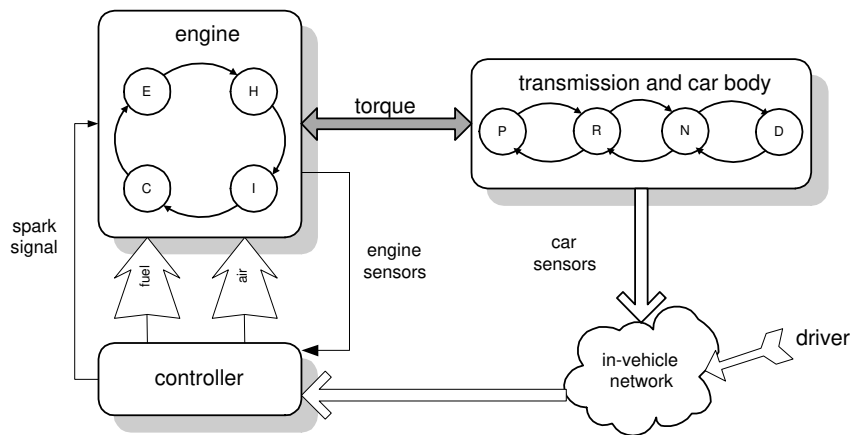 engine
E
H
C
I
torque
transmission and car body
P
R
N
D
spark
signal
fuel
air
engine
sensors
car
sensors
driver
in-vehicle
network
controller